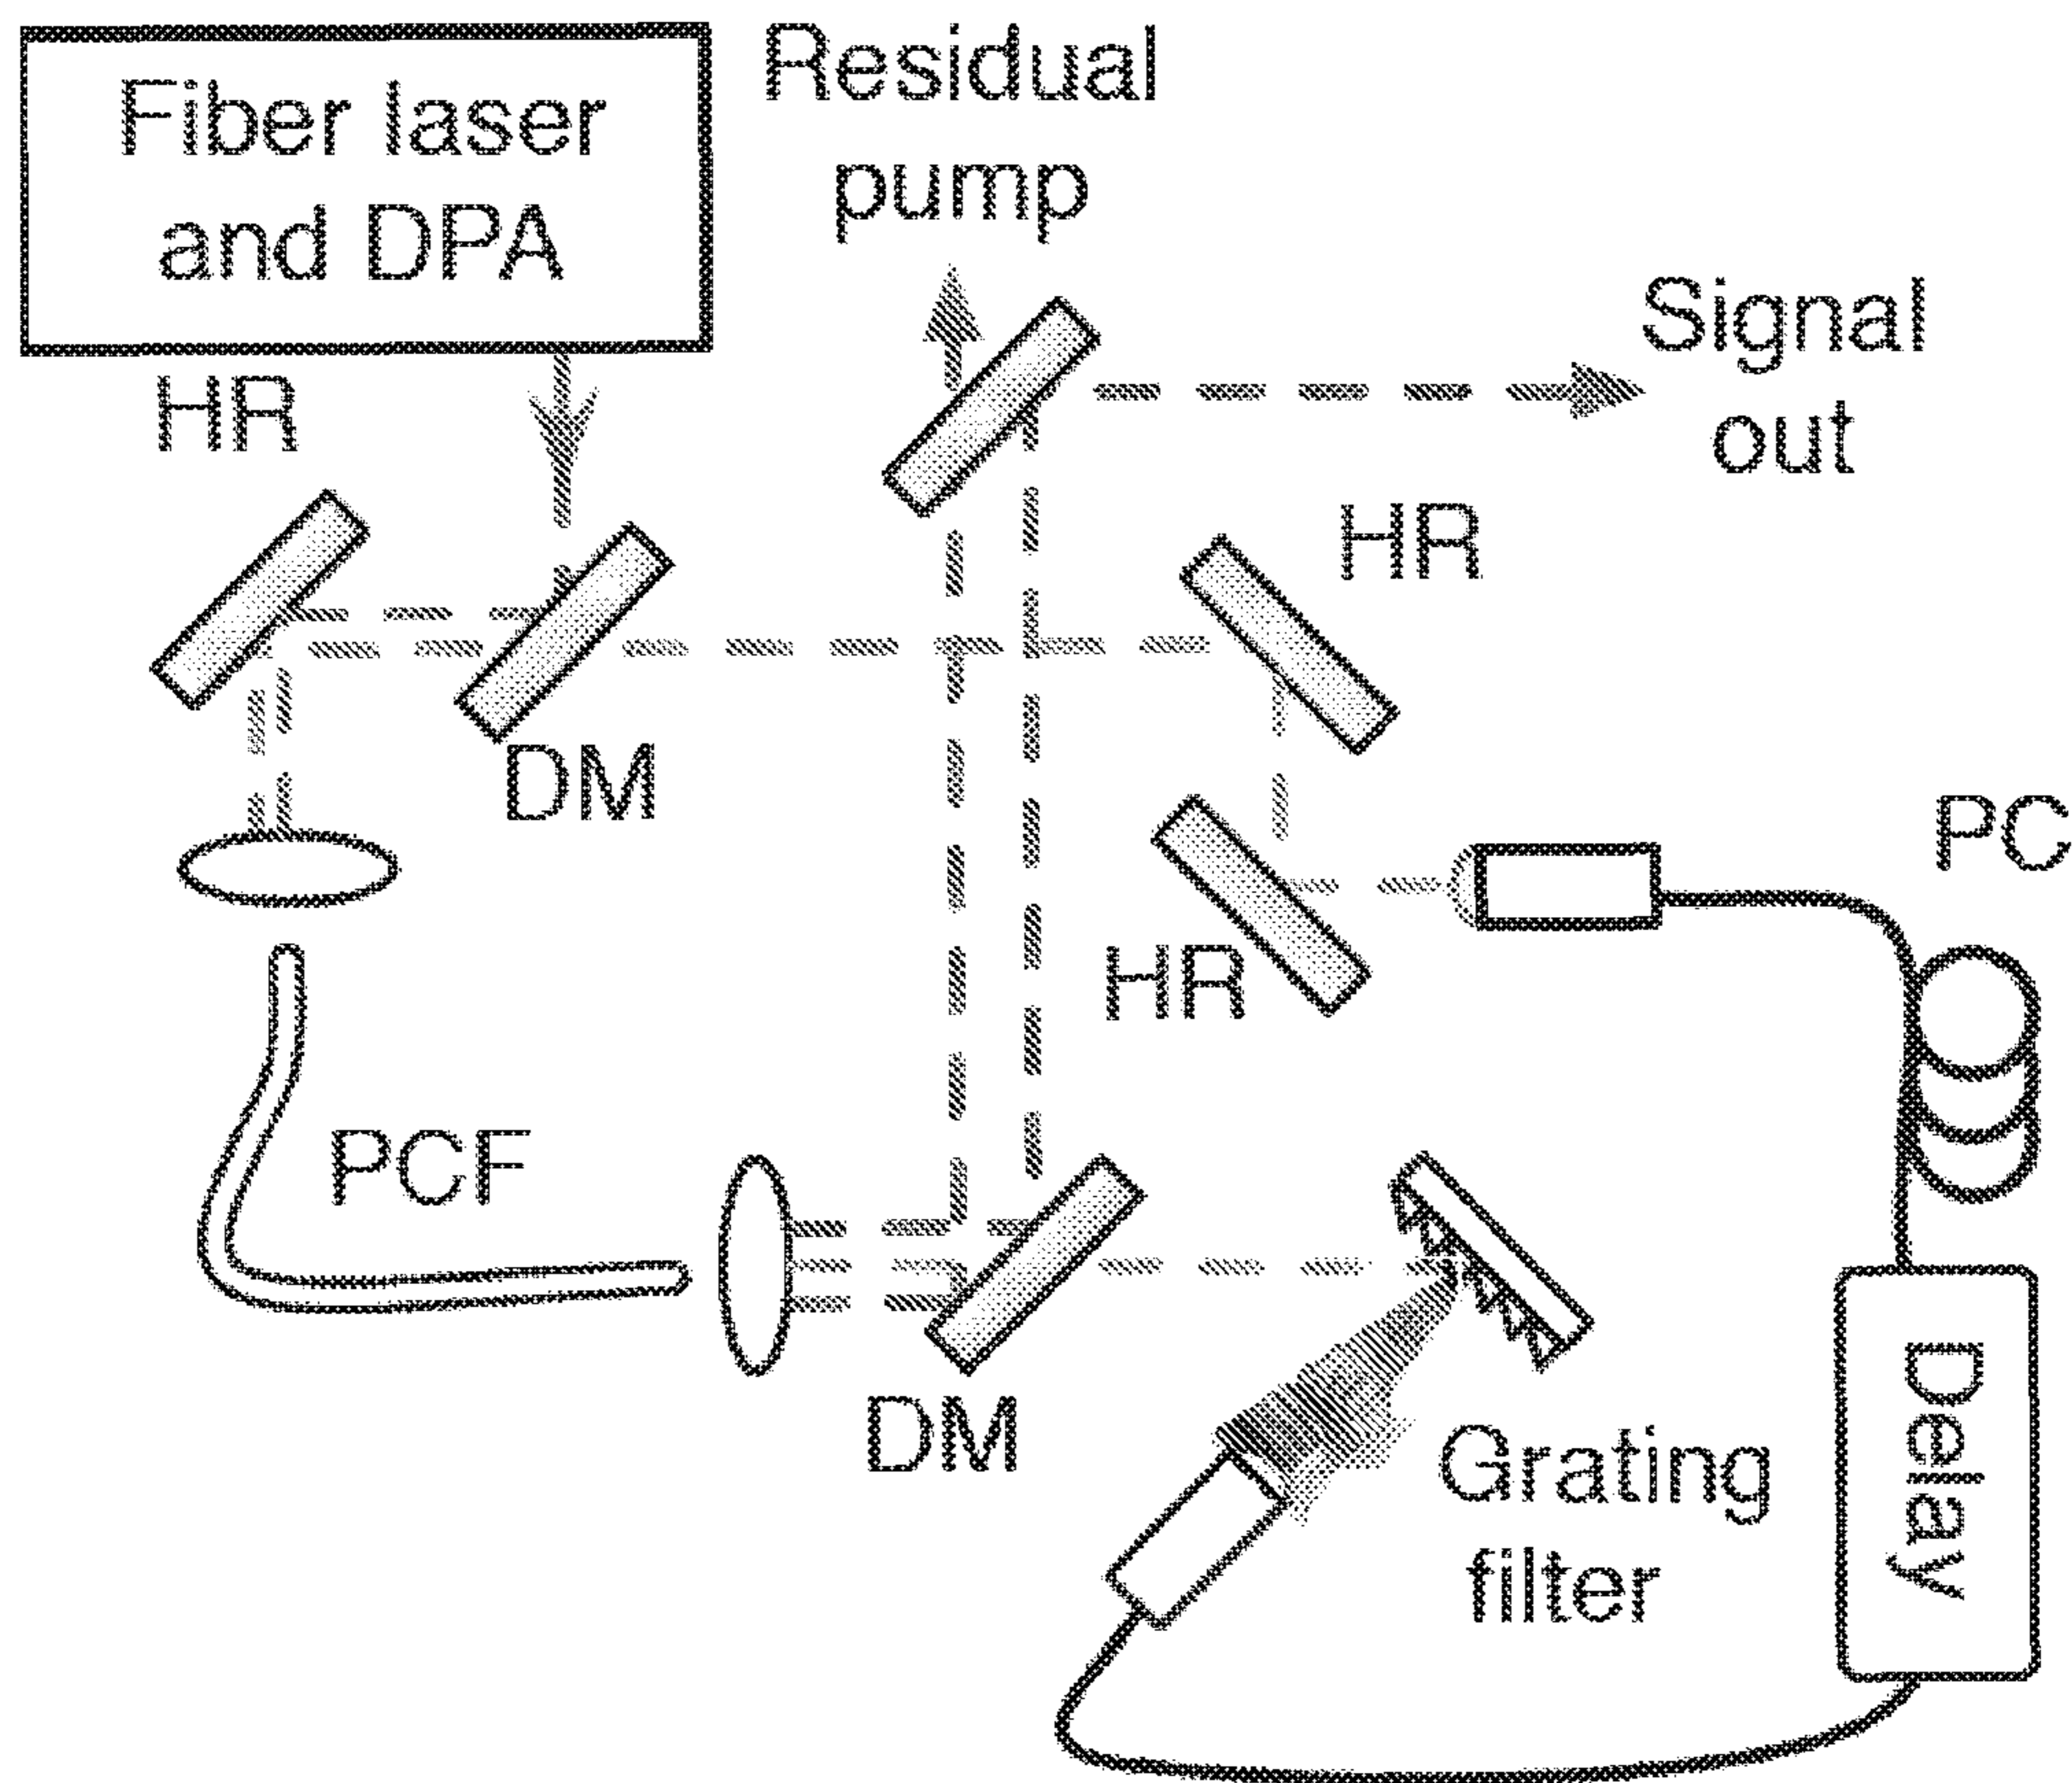 Fiber laser
and DPA
Residual
pump
Signal
out
HR
HR
DM
PC
HR
PCF
DM
Grating
filter
Delay